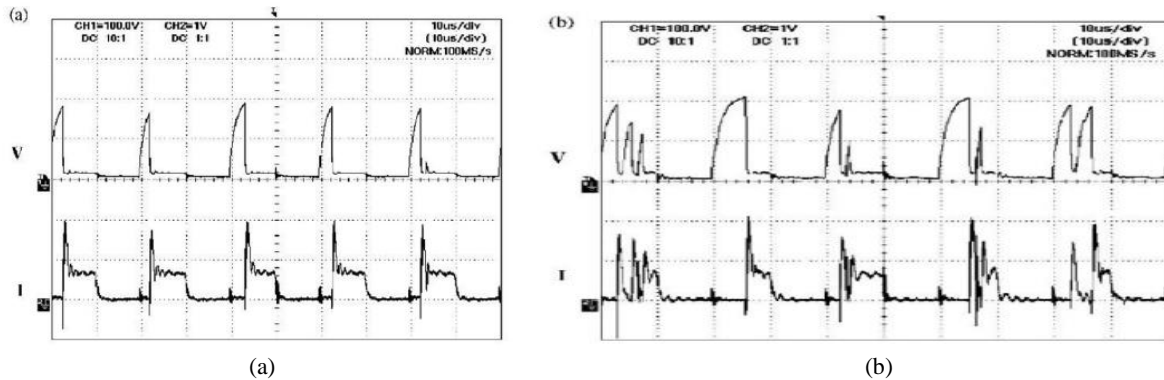 (a)
CH1=100.0V CH2=1V 10us/div
DC 10:1 DC 1:1 (10us/div)
NORM:100MS/s
V
I
(a)
(b)
CH1=100.0V CH2=1V 10us/div
DC 10:1 DC 1:1 (10us/div)
NORM:100MS/s
V
I
(b)